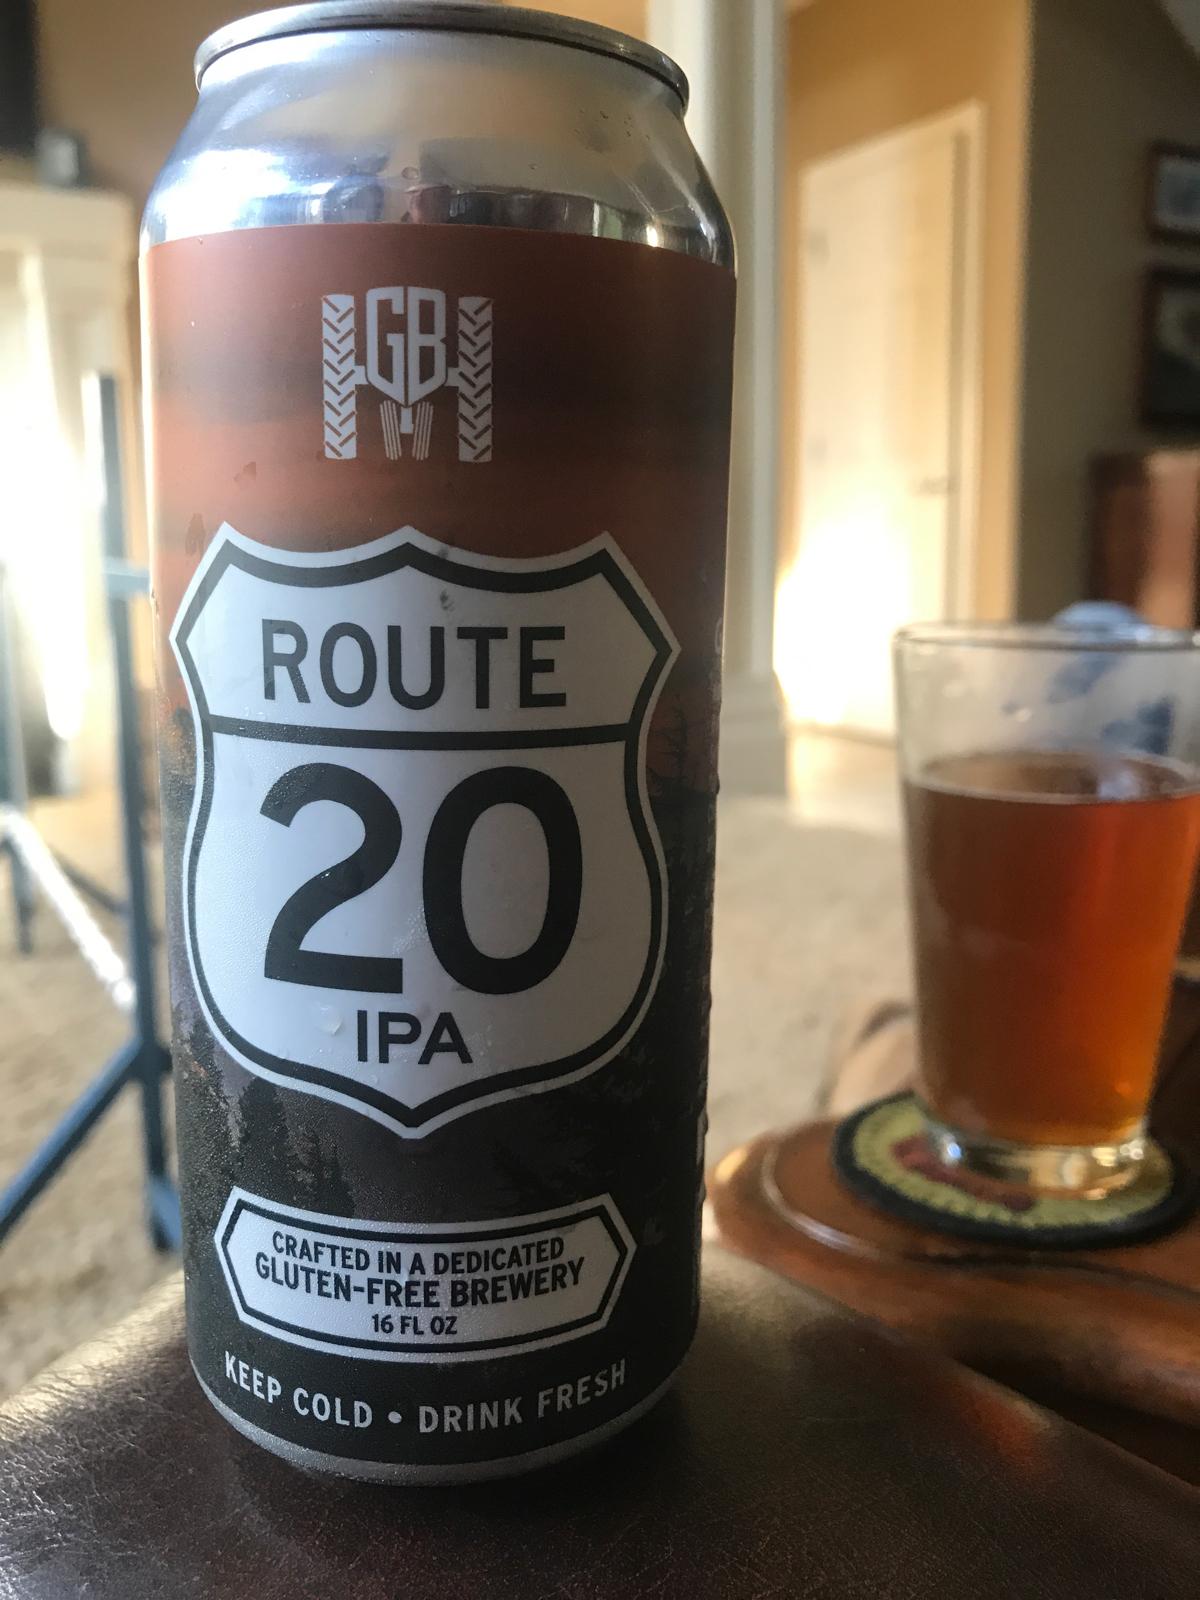 GB
ROUTE
20
IPA
CRAFTED IN A DEDICATED
GLUTEN-FREE BREWERY
16 FL OZ
KEEP COLD • DRINK FRESH